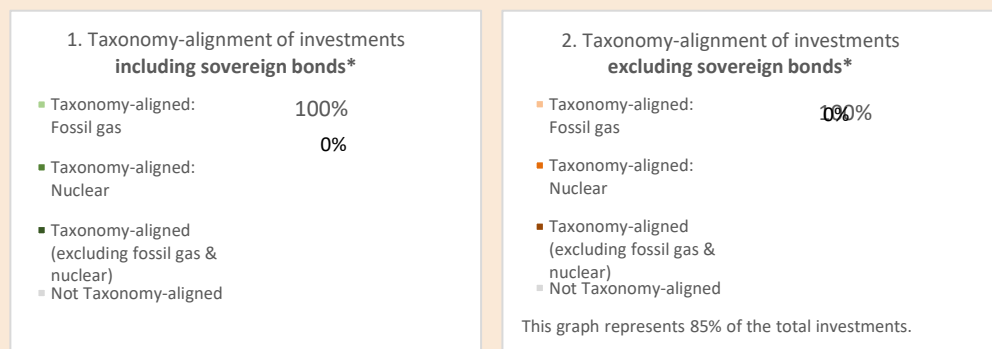 1. Taxonomy-alignment of investments
including sovereign bonds*
Taxonomy-aligned:
Fossil gas
Taxonomy-aligned:
Nuclear
Taxonomy-aligned
(excluding fossil gas &
nuclear)
Not Taxonomy-aligned
100%
0%
2. Taxonomy-alignment of investments
excluding sovereign bonds*
Taxonomy-aligned:
Fossil gas
Taxonomy-aligned:
Nuclear
Taxonomy-aligned
(excluding fossil gas &
nuclear)
Not Taxonomy-aligned
100%
0%
This graph represents 85% of the total investments.